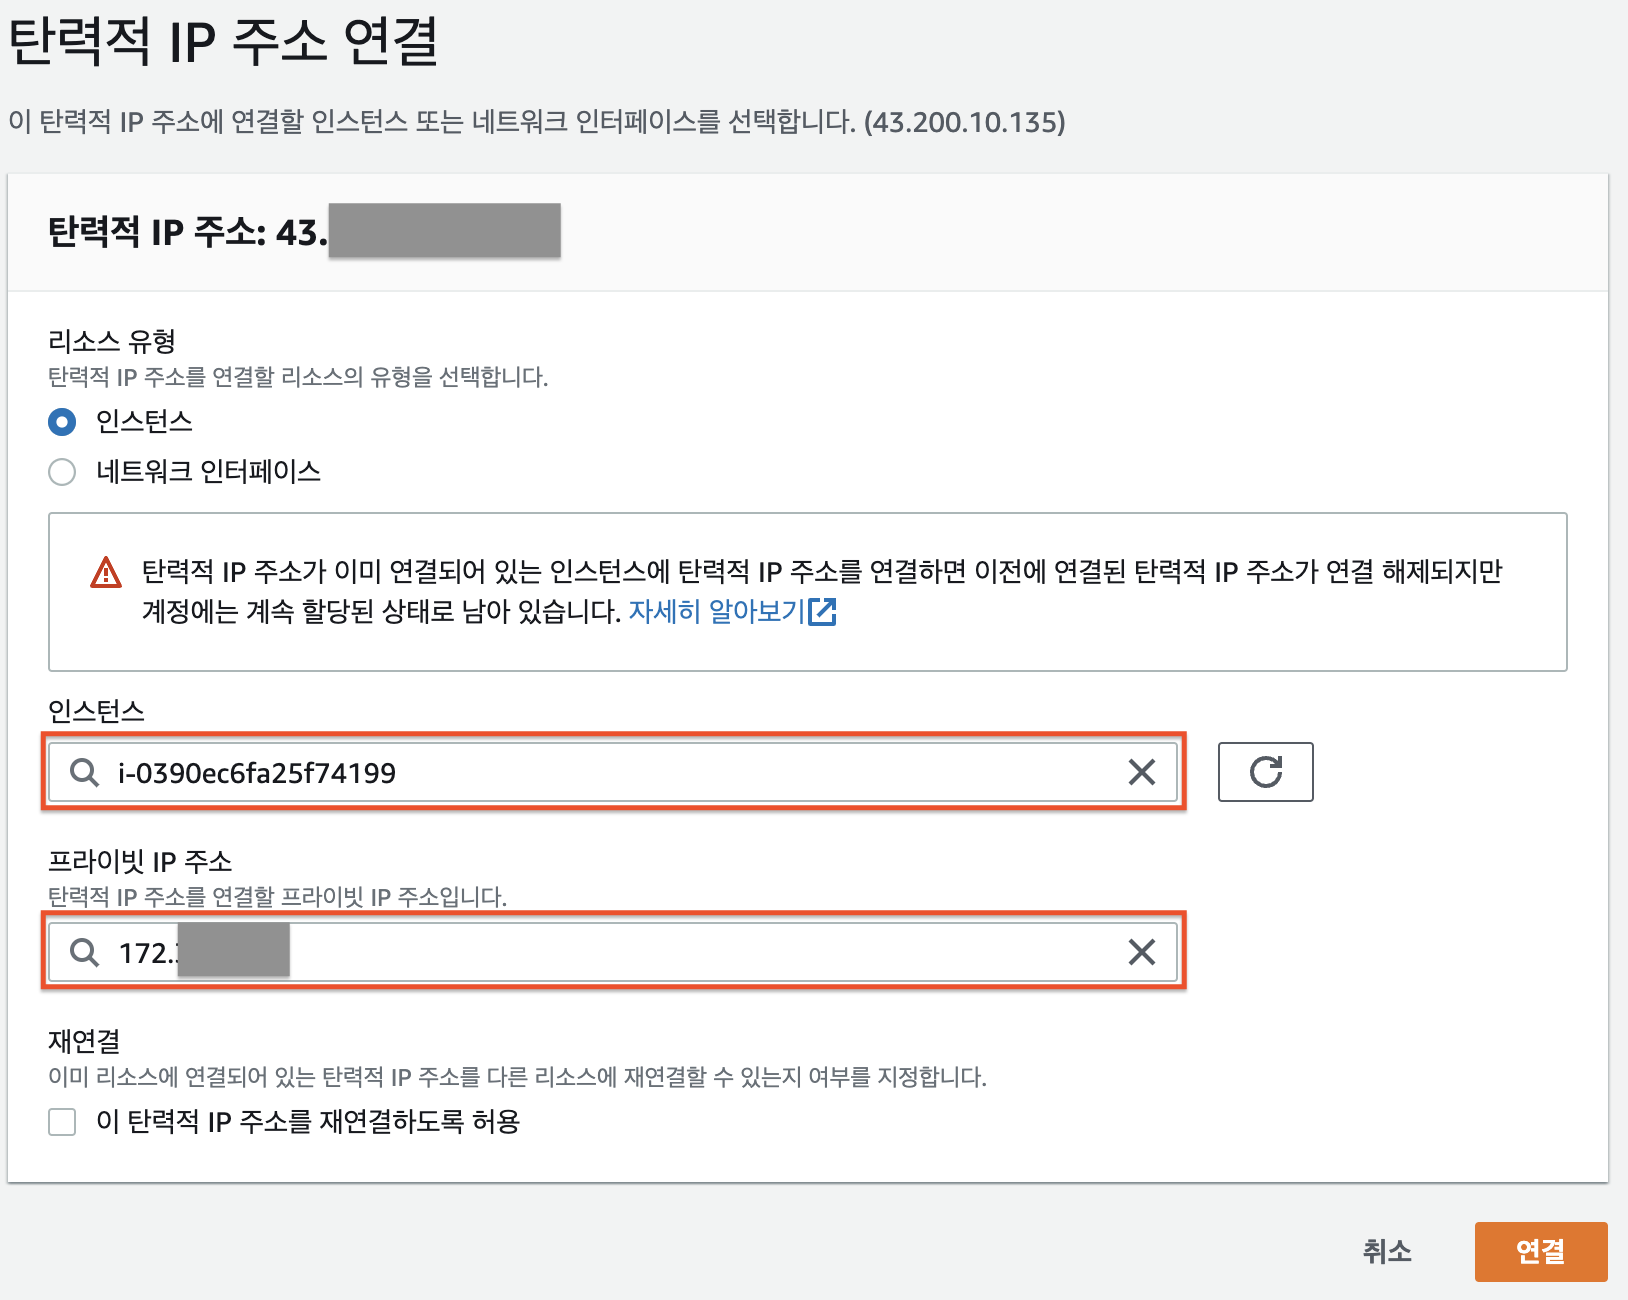 탄력적 IP 주소 연결
이 탄력적 IP 주소에 연결할 인스턴스 또는 네트워크 인터페이스를 선택합니다. (43.200.10.135)
탄력적 IP 주소: 43.
리소스 유형
탄력적 IP 주소를 연결할 리소스의 유형을 선택합니다.
인스턴스
네트워크 인터페이스
탄력적 IP 주소가 이미 연결되어 있는 인스턴스에 탄력적 IP 주소를 연결하면 이전에 연결된 탄력적 IP 주소가 연결 해제되지만
계정에는 계속 할당된 상태로 남아 있습니다. 자세히 알아보기
인스턴스
i-0390ec6fa25f74199
프라이빗 IP 주소
탄력적 IP 주소를 연결할 프라이빗 IP 주소입니다.
172.
재연결
이미 리소스에 연결되어 있는 탄력적 IP 주소를 다른 리소스에 재연결할 수 있는지 여부를 지정합니다.
이 탄력적 IP 주소를 재연결하도록 허용
취소
연결